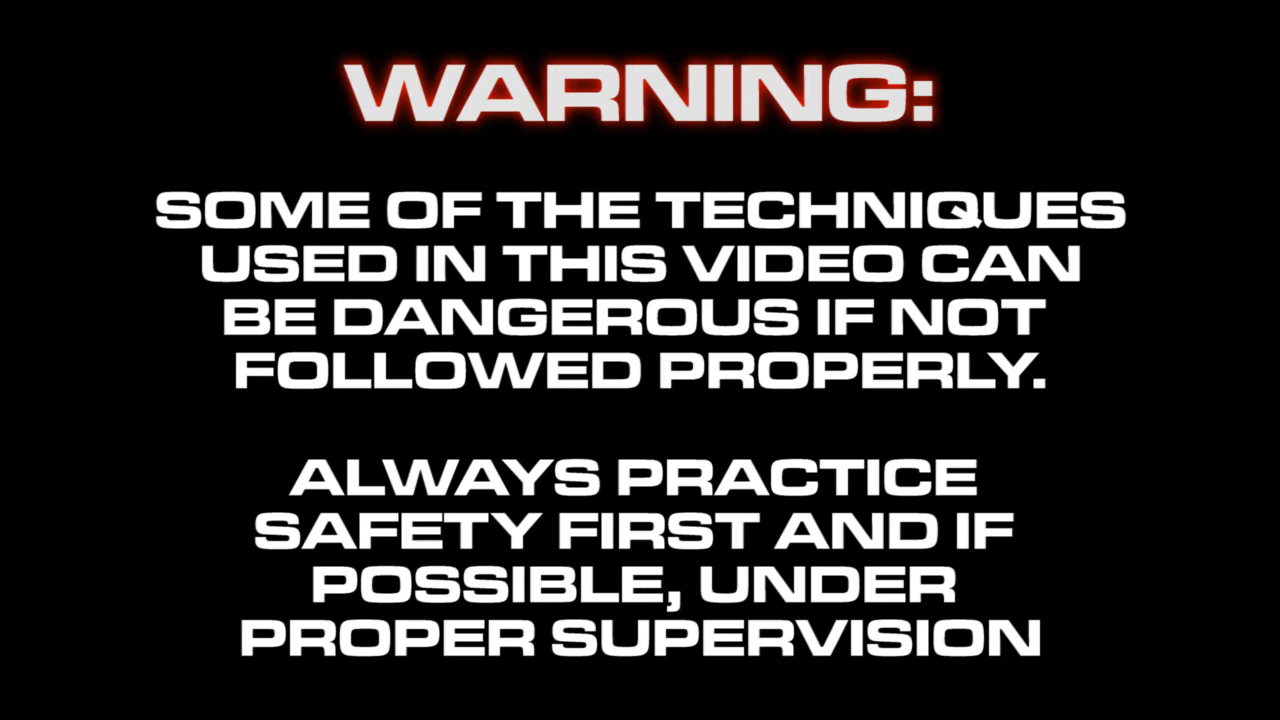 WARNING:
SOME OF THE TECHNIQUES
USED IN THIS VIDEO CAN
BE DANGEROUS IF NOT
FOLLOWED PROPERLY.
ALWAYS PRACTICE
SAFETY FIRST AND IF
POSSIBLE, UNDER
PROPER SUPERVISION